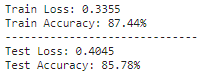 Train Loss: 0.3355
Train Accuracy: 87.44%
-----------------------------
Test Loss: 0.4045
Test Accuracy: 85.78%